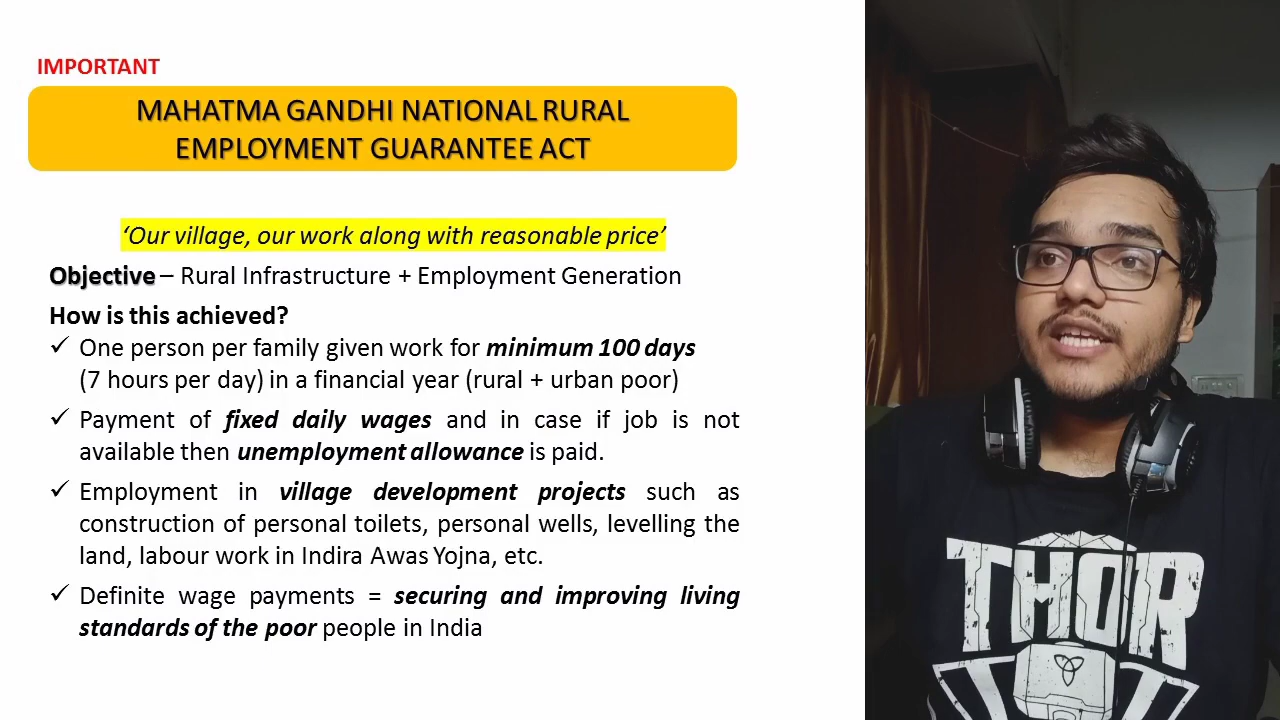 IMPORTANT
MAHATMA GANDHI NATIONAL RURAL
EMPLOYMENT GUARANTEE ACT
‘Our village, our work along with reasonable price’
Objective – Rural Infrastructure + Employment Generation
How is this achieved?
✓ One person per family given work for minimum 100 days
(7 hours per day) in a financial year (rural + urban poor)
✓ Payment of fixed daily wages and in case if job is not
available then unemployment allowance is paid.
✓ Employment in village development projects such as
construction of personal toilets, personal wells, levelling the
land, labour work in Indira Awas Yojna, etc.
✓ Definite wage payments = securing and improving living
standards of the poor people in India
THOR